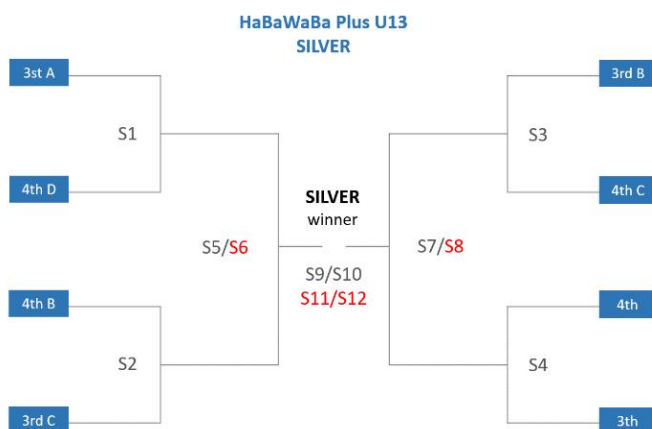 HaBaWaBa Plus U13
SILVER
3st A
3rd B
S1
S3
4th D
4th C
SILVER
winner
S5/S6
S7/S8
S9/S10
S11/S12
4th B
4th
S2
S4
3rd C
3th